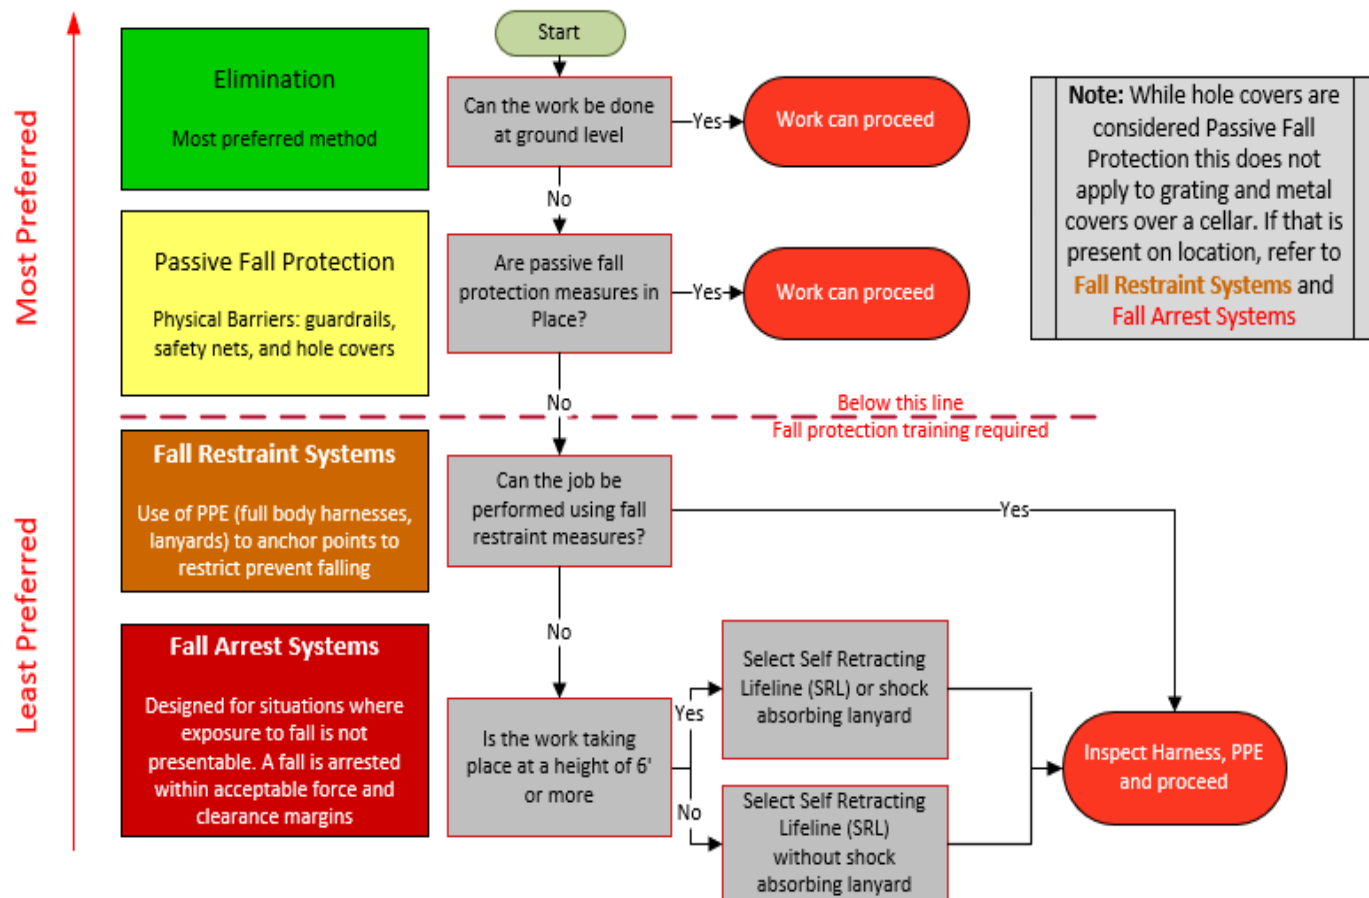 Most Preferred
Least Preferred
Elimination
Most preferred method
Passive Fall Protection
Physical Barriers: guardrails,
safety nets, and hole covers
Fall Restraint Systems
Use of PPE (full body harnesses,
lanyards) to anchor points to
restrict prevent falling
Fall Arrest Systems
Designed for situations where
exposure to fall is not
presentable. A fall is arrested
within acceptable force and
clearance margins
Start
Can the work be done
at ground level
Yes
Work can proceed
No
Are passive fall
protection measures in
Place?
Yes
Work can proceed
No
Below this line
Fall protection training required
Can the job be
performed using fall
restraint measures?
Yes
No
Is the work taking
place at a height of 6'
or more
Yes
Select Self Retracting
Lifeline (SRL) or shock
absorbing lanyard
No
Select Self Retracting
Lifeline (SRL)
without shock
absorbing lanyard
Inspect Harness, PPE
and proceed
Note: While hole covers are
considered Passive Fall
Protection this does not
apply to grating and metal
covers over a cellar. If that is
present on location, refer to
Fall Restraint Systems and
Fall Arrest Systems